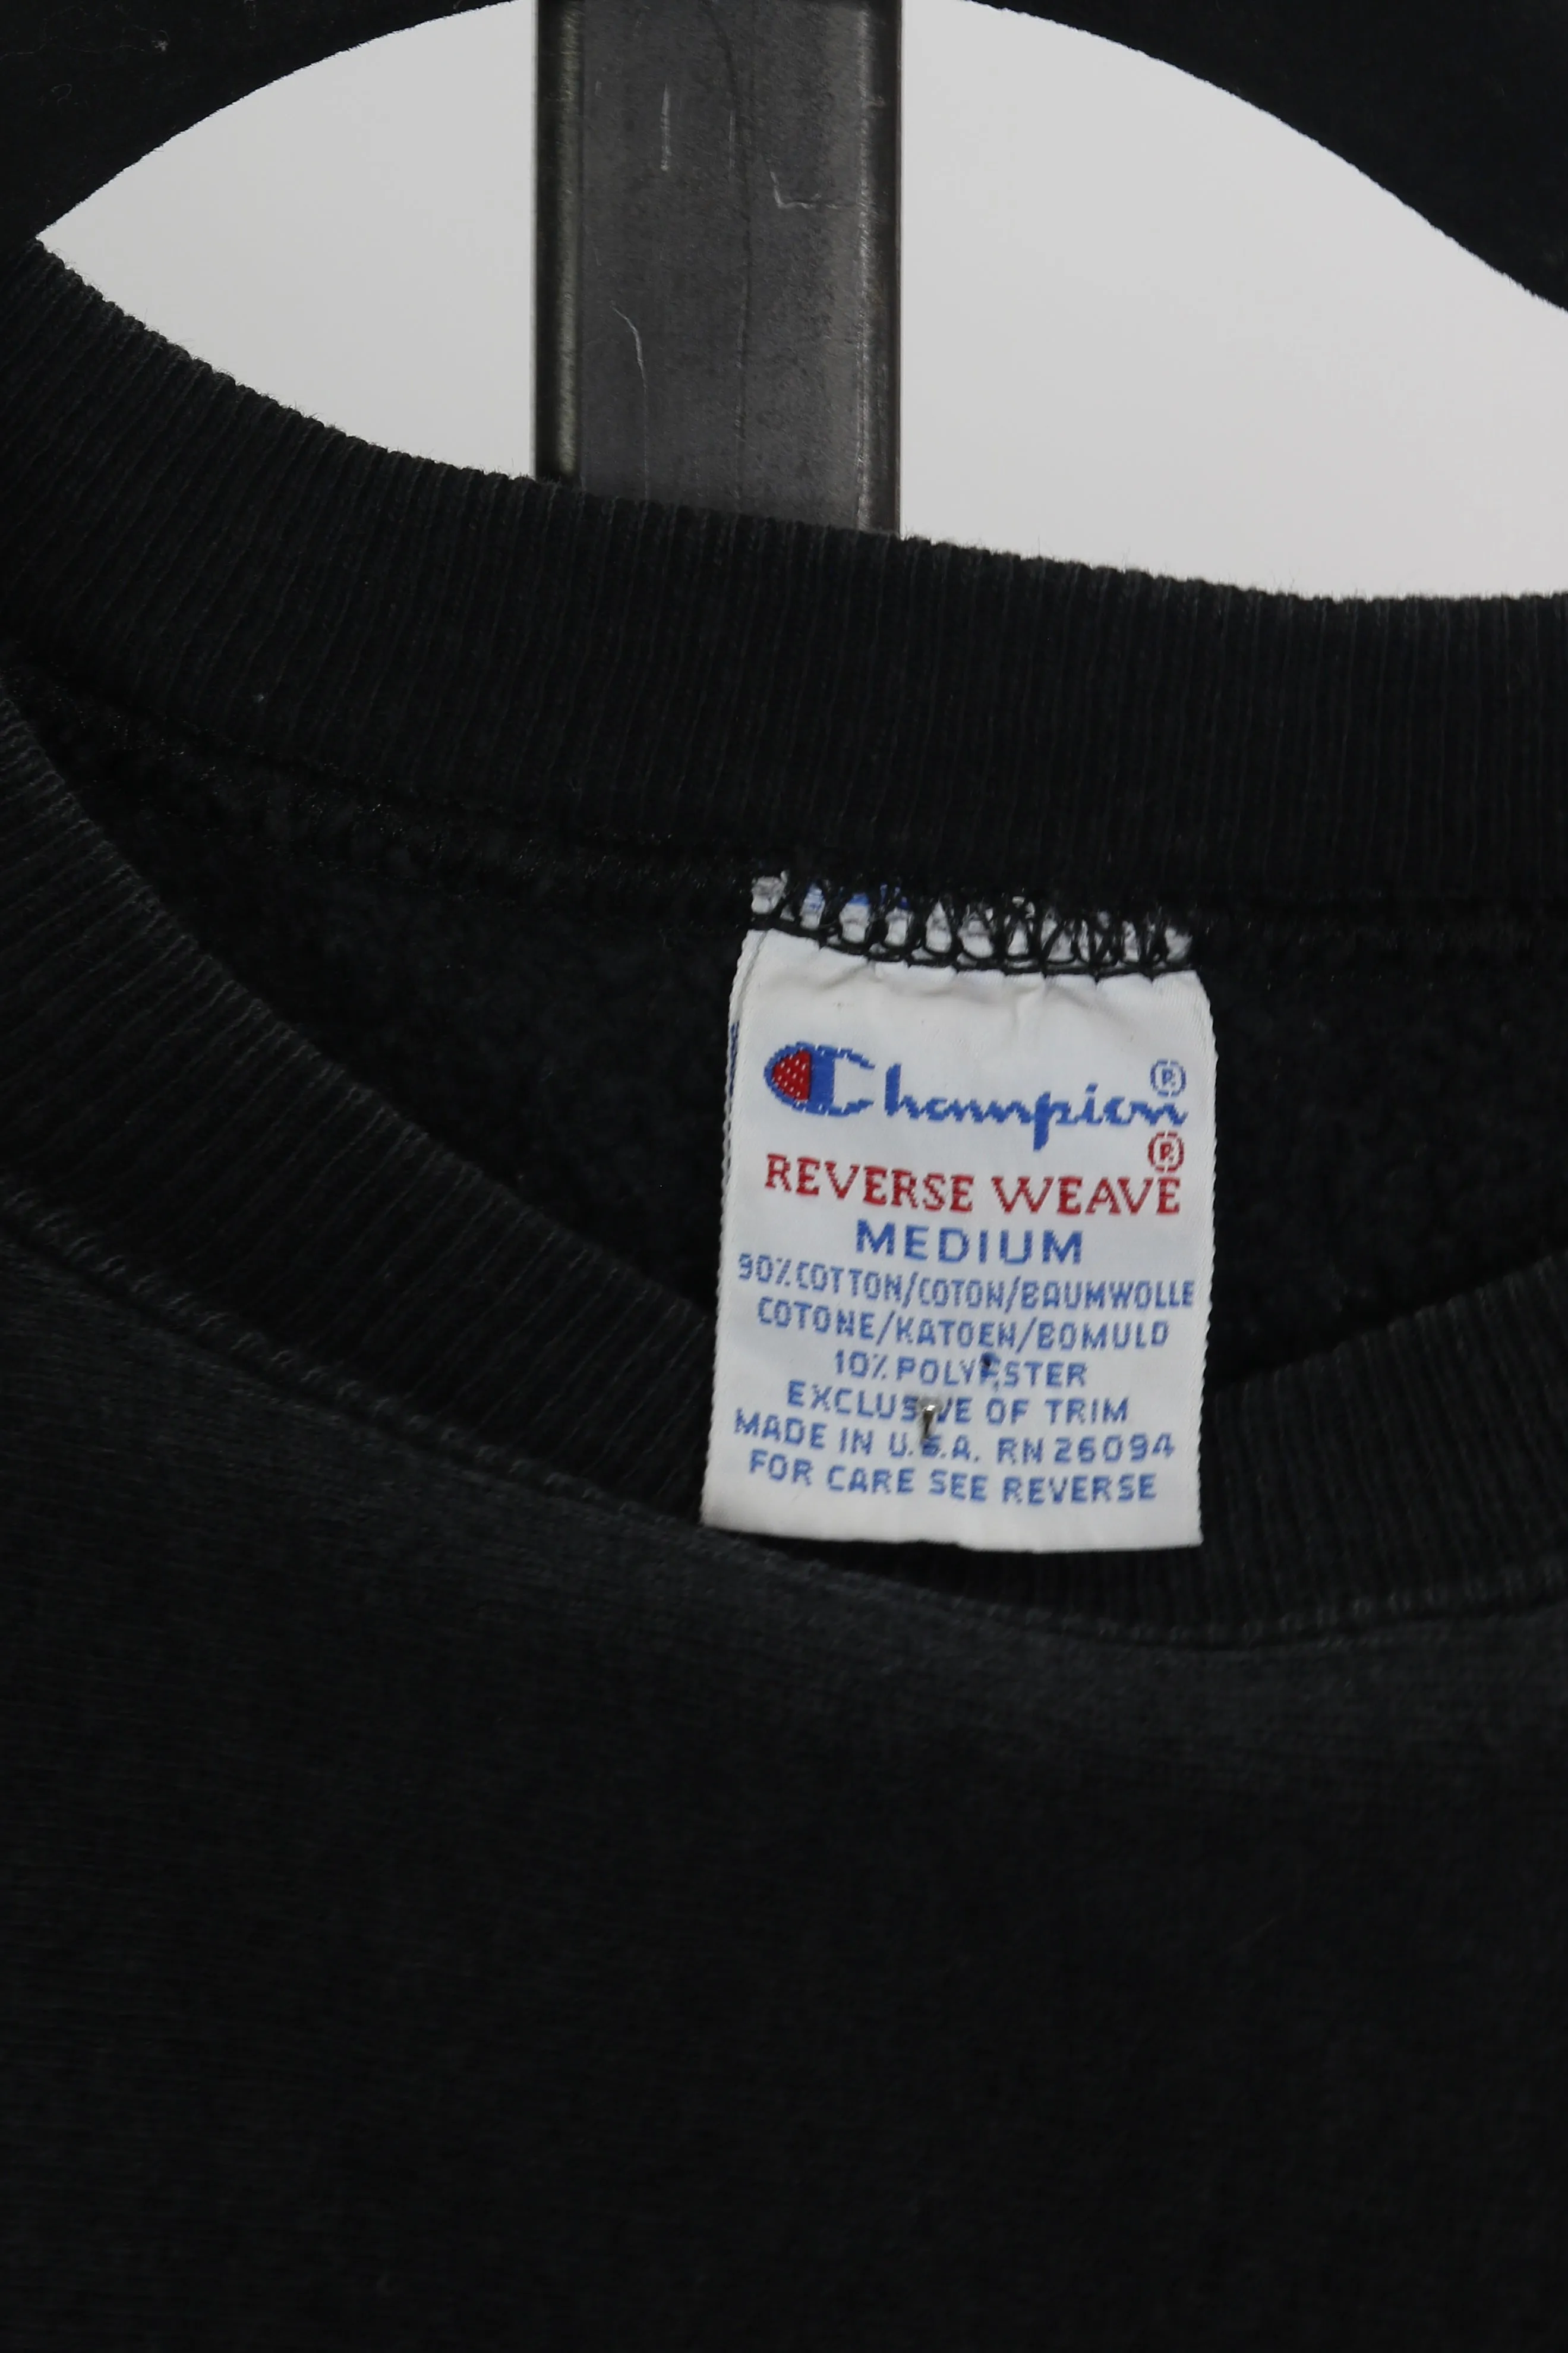 Champion®
REVERSE WEAVE®
MEDIUM
90% COTTON/COTON/BAUMWOLLE
COTONE/KATOEN/BOMULD
10% POLYESTER
EXCLUSIVE OF TRIM
MADE IN U.S.A. RN 26094
FOR CARE SEE REVERSE